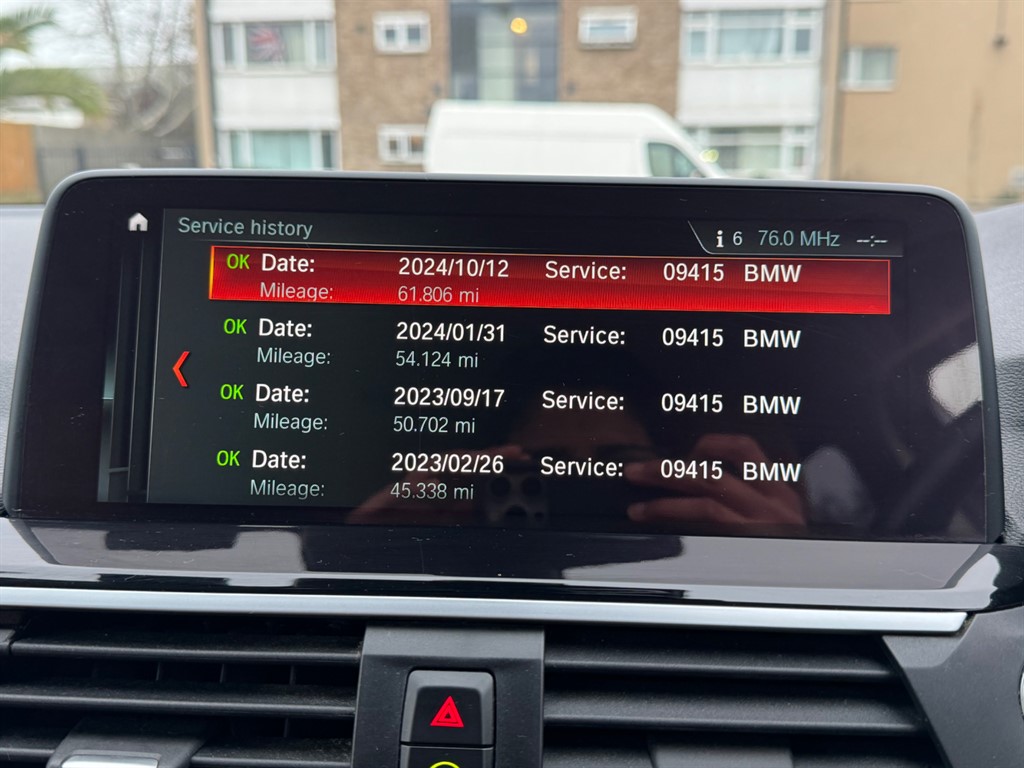 Service history
i 6 76.0 MHz --:--
OK Date: 2024/10/12 Service: 09415 BMW
Mileage: 61.806 mi
OK Date: 2024/01/31 Service: 09415 BMW
Mileage: 54.124 mi
OK Date: 2023/09/17 Service: 09415 BMW
Mileage: 50.702 mi
OK Date: 2023/02/26 Service: 09415 BMW
Mileage: 45.338 mi